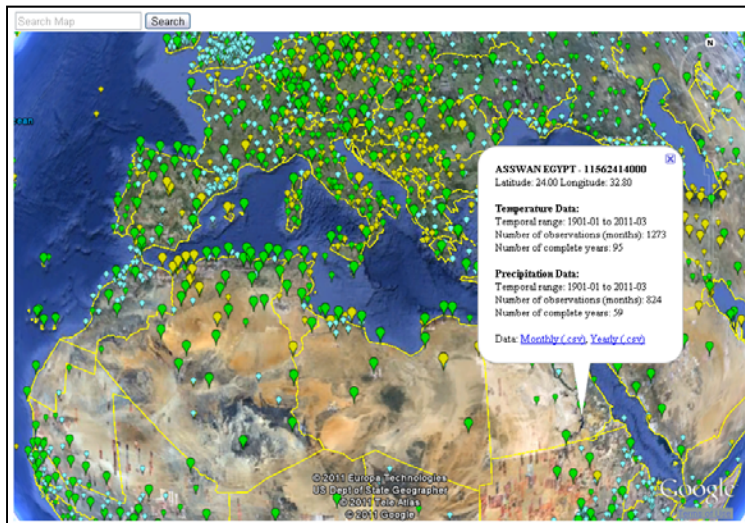 Search Map Search
N
ean
ASSWAN EGYPT - 11562414000
Latitude: 24.00 Longitude: 32.80
Temperature Data:
Temporal range: 1901-01 to 2011-03
Number of observations (months): 1273
Number of complete years: 95
Precipitation Data:
Temporal range: 1901-01 to 2011-03
Number of observations (months): 824
Number of complete years: 59
Data: Monthly (.csv), Yearly (.csv)
© 2011 Europa Technologies
US Dept of State Geographer
© 2011 Tele Atlas
© 2011 Google
Google